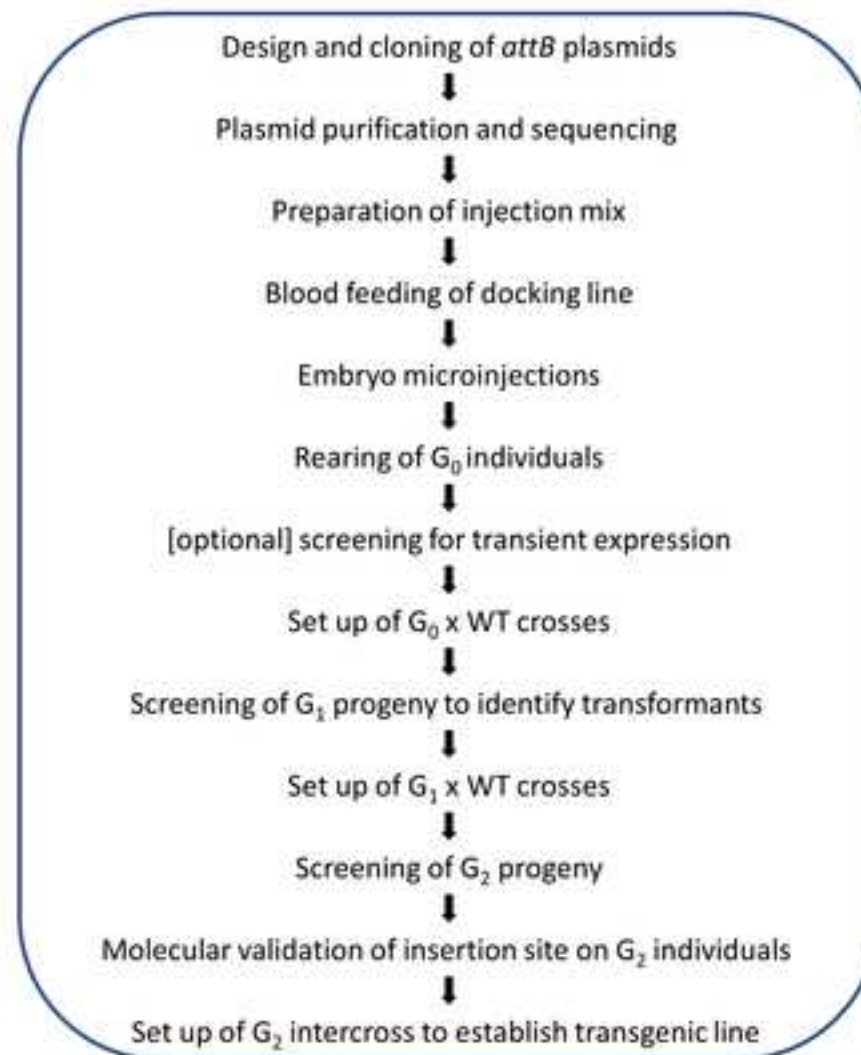 Design and cloning of attB plasmids
Plasmid purification and sequencing
Preparation of injection mix
Blood feeding of docking line
Embryo microinjections
Rearing of G₀ individuals
[optional] screening for transient expression
Set up of G₀ x WT crosses
Screening of G₁ progeny to identify transformants
Set up of G₁ x WT crosses
Screening of G₂ progeny
Molecular validation of insertion site on G₂ individuals
Set up of G₂ intercross to establish transgenic line